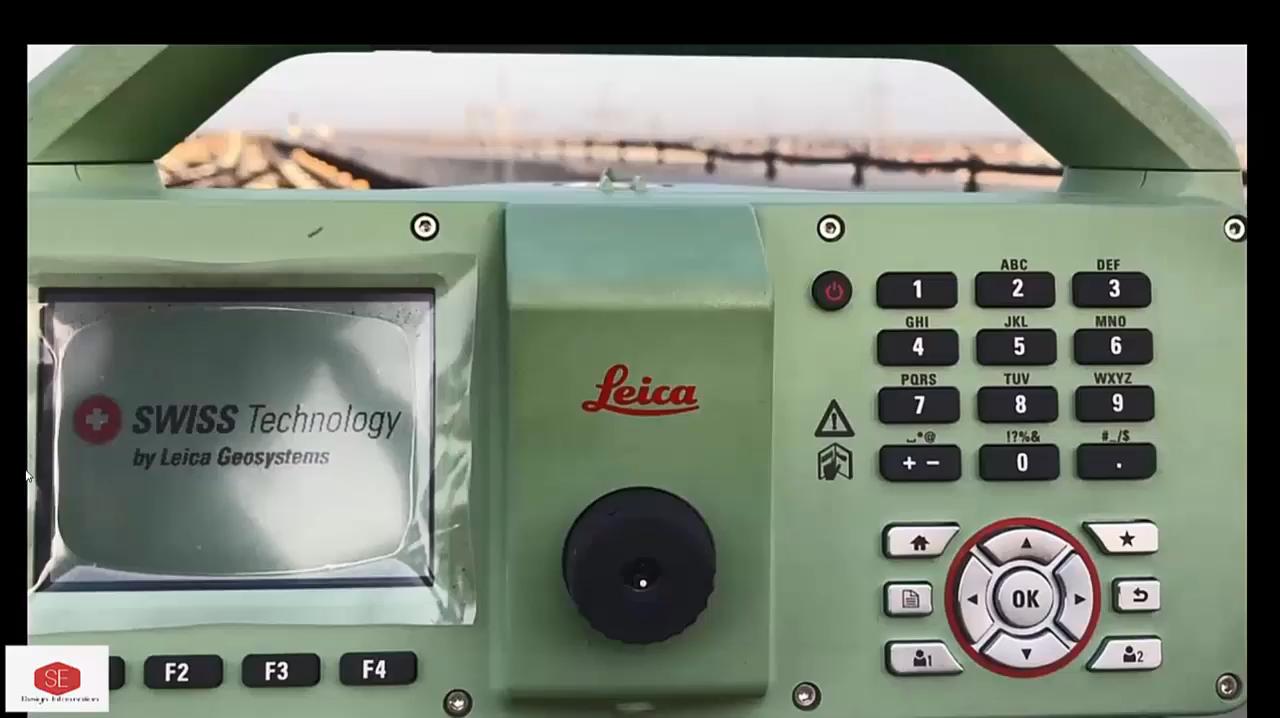 Leica
SWISS Technology
by Leica Geosystems
F2
F3
F4
1
ABC
2
DEF
3
GHI
4
JKL
5
MNO
6
PQRS
7
TUV
8
WXYZ
9
*@
+ -
!?%&
0
#_/$
.
OK
1
2
SE